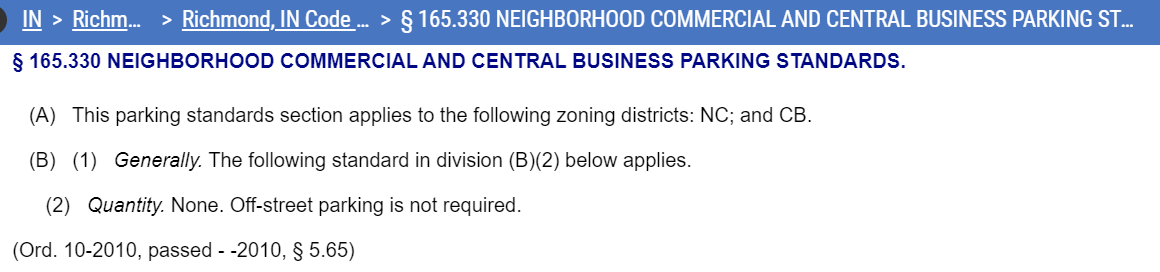 IN > Richm... > Richmond, IN Code ... > § 165.330 NEIGHBORHOOD COMMERCIAL AND CENTRAL BUSINESS PARKING ST...
§ 165.330 NEIGHBORHOOD COMMERCIAL AND CENTRAL BUSINESS PARKING STANDARDS.
(A) This parking standards section applies to the following zoning districts: NC; and CB.
(B) (1) Generally. The following standard in division (B)(2) below applies.
(2) Quantity. None. Off-street parking is not required.
(Ord. 10-2010, passed - -2010, § 5.65)